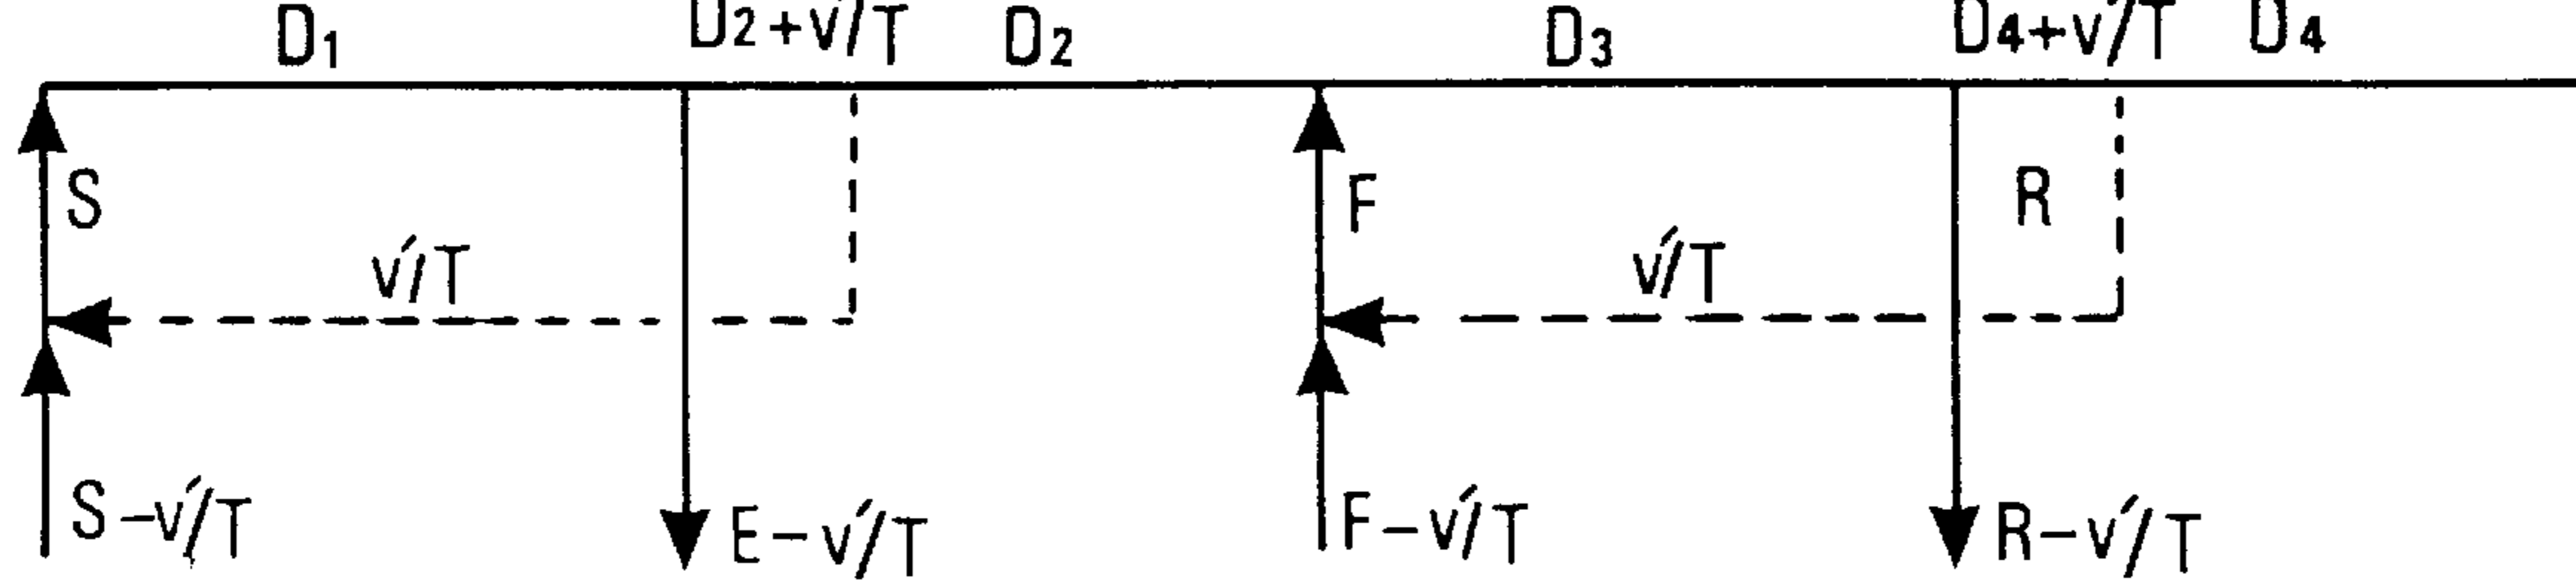 D1 D2+v'/T D2 D3 D4+v'/T D4
S F R
v'/T v'/T
S-v'/T E-v'/T F-v'/T R-v'/T